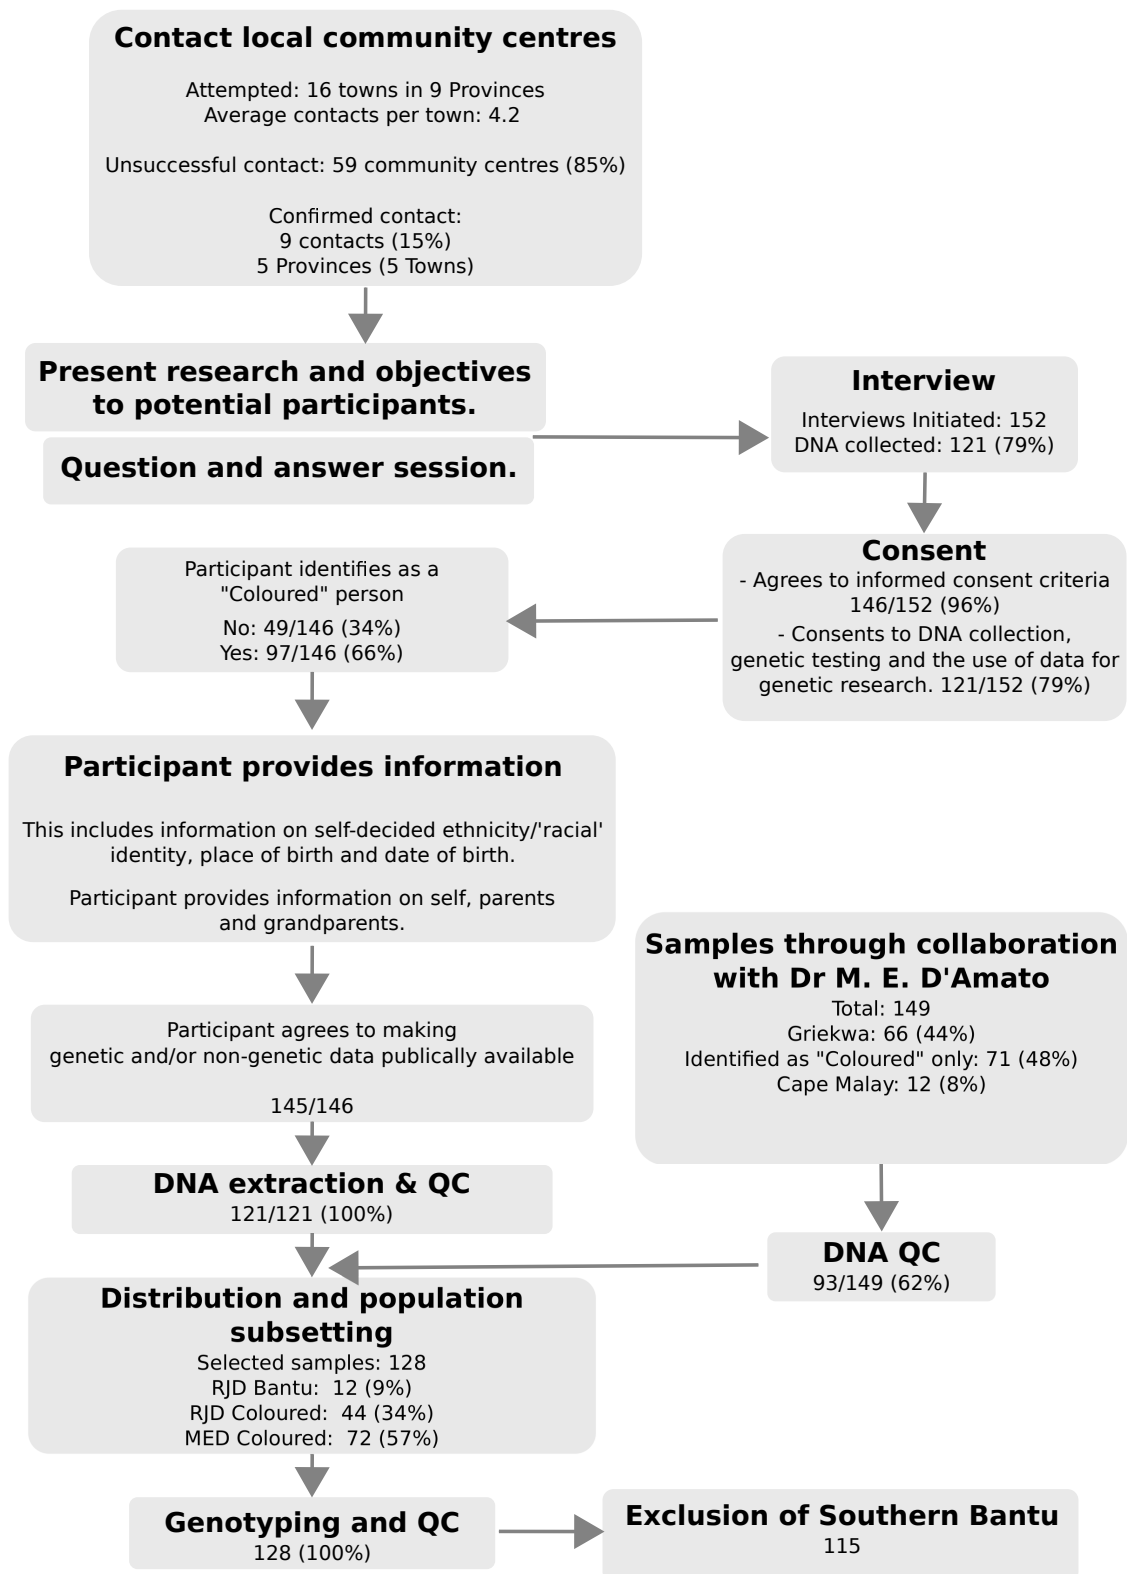 Contact local community centres
Attempted: 16 towns in 9 Provinces
Average contacts per town: 4.2
Unsuccessful contact: 59 community centres (85%)
Confirmed contact:
9 contacts (15%)
5 Provinces (5 Towns)
Present research and objectives
to potential participants.
Question and answer session.
Interview
Interviews Initiated: 152
DNA collected: 121 (79%)
Consent
- Agrees to informed consent criteria
146/152 (96%)
- Consents to DNA collection,
genetic testing and the use of data for
genetic research. 121/152 (79%)
Participant identifies as a
"Coloured" person
No: 49/146 (34%)
Yes: 97/146 (66%)
Participant provides information
This includes information on self-decided ethnicity/'racial'
identity, place of birth and date of birth.
Participant provides information on self, parents
and grandparents.
Participant agrees to making
genetic and/or non-genetic data publically available
145/146
DNA extraction & QC
121/121 (100%)
Samples through collaboration
with Dr M. E. D'Amato
Total: 149
Griekwa: 66 (44%)
Identified as "Coloured" only: 71 (48%)
Cape Malay: 12 (8%)
DNA QC
93/149 (62%)
Distribution and population
subsetting
Selected samples: 128
RJD Bantu:  12 (9%)
RJD Coloured:  44 (34%)
MED Coloured:  72 (57%)
Genotyping and QC
128 (100%)
Exclusion of Southern Bantu
115